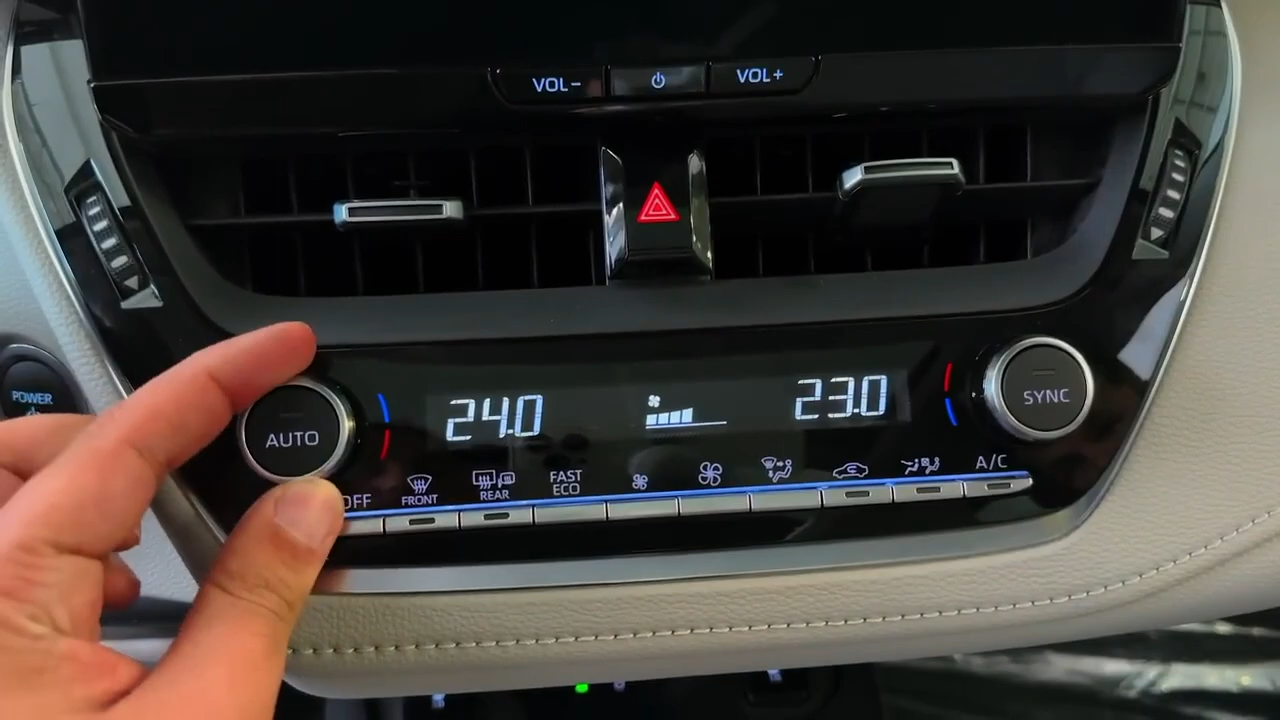 VOL- VOL+
POWER
AUTO
24.0
23.0
SYNC
OFF
FRONT
REAR
FAST
ECO
A/C